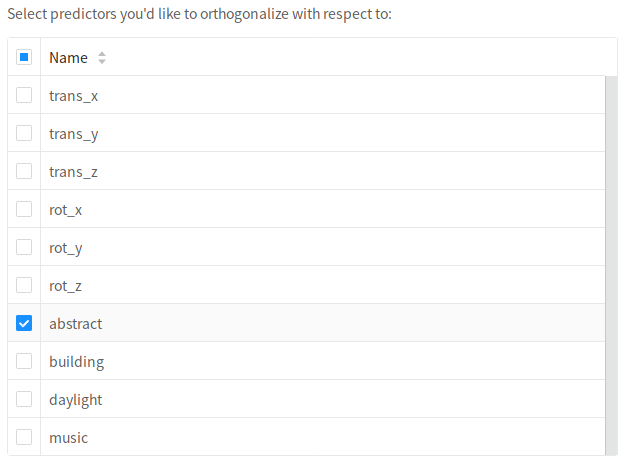 Select predictors you'd like to orthogonalize with respect to:
Name
trans_x
trans_y
trans_z
rot_x
rot_y
rot_z
abstract
building
daylight
music